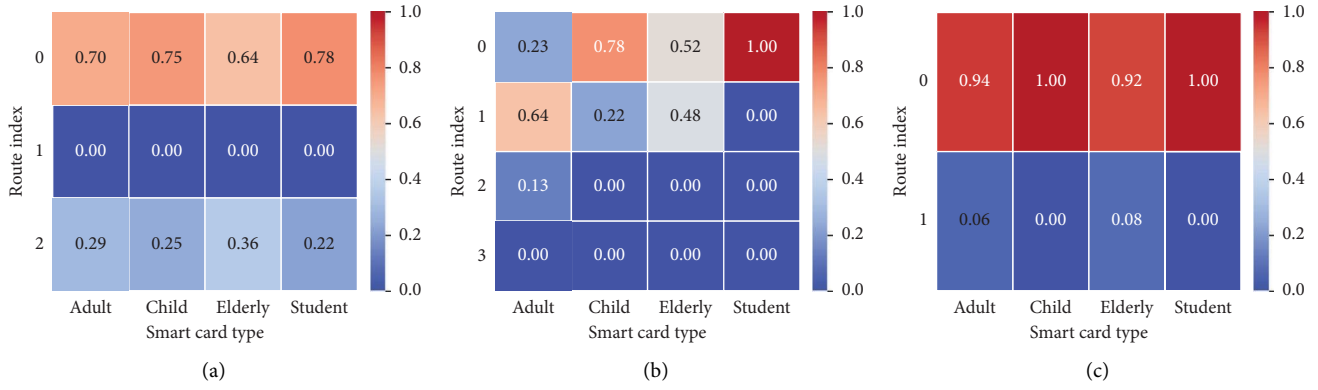 1.0
0.8
0.6
0.4
0.2
0.0
Route index
0
1
2
0.70 0.75 0.64 0.78
0.00 0.00 0.00 0.00
0.29 0.25 0.36 0.22
Adult Child Elderly Student
Smart card type
(a)
1.0
0.8
0.6
0.4
0.2
0.0
Route index
0
1
2
3
0.23 0.78 0.52 1.00
0.64 0.22 0.48 0.00
0.13 0.00 0.00 0.00
0.00 0.00 0.00 0.00
Adult Child Elderly Student
Smart card type
(b)
1.0
0.8
0.6
0.4
0.2
0.0
Route index
0
1
0.94 1.00 0.92 1.00
0.06 0.00 0.08 0.00
Adult Child Elderly Student
Smart card type
(c)